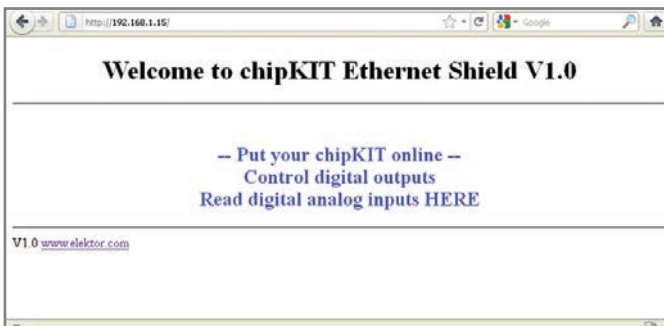 http://192.168.1.15/
Google
Welcome to chipKIT Ethernet Shield V1.0
-- Put your chipKIT online --
Control digital outputs
Read digital analog inputs HERE
V1.0 www.elektor.com